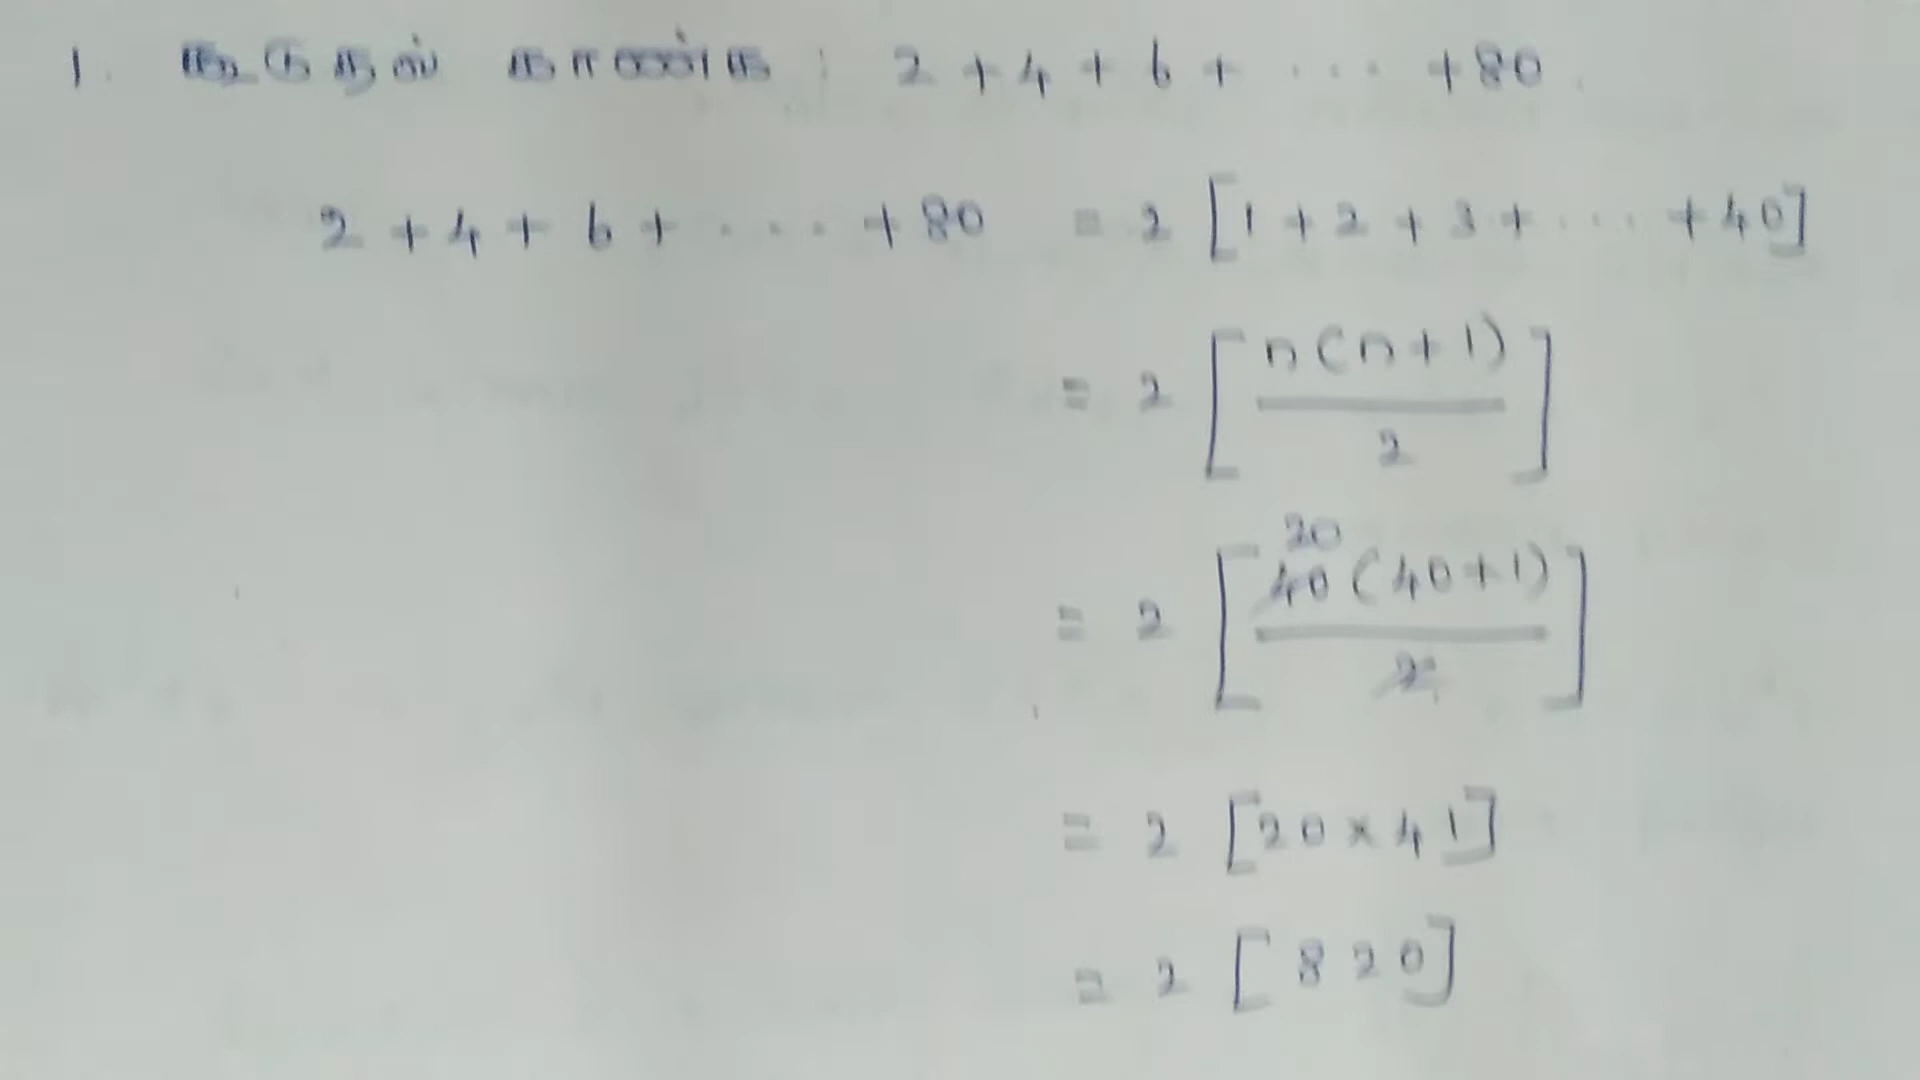 1. கூடுதல் காண்க : 2 + 4 + 6 + ... + 80
2 + 4 + 6 + .... + 80 = 2 [1 + 2 + 3 + .... + 40]
= 2 [n(n+1)/2]
20
= 2 [40(40+1)/2]
= 2 [20 × 41]
= 2 [820]